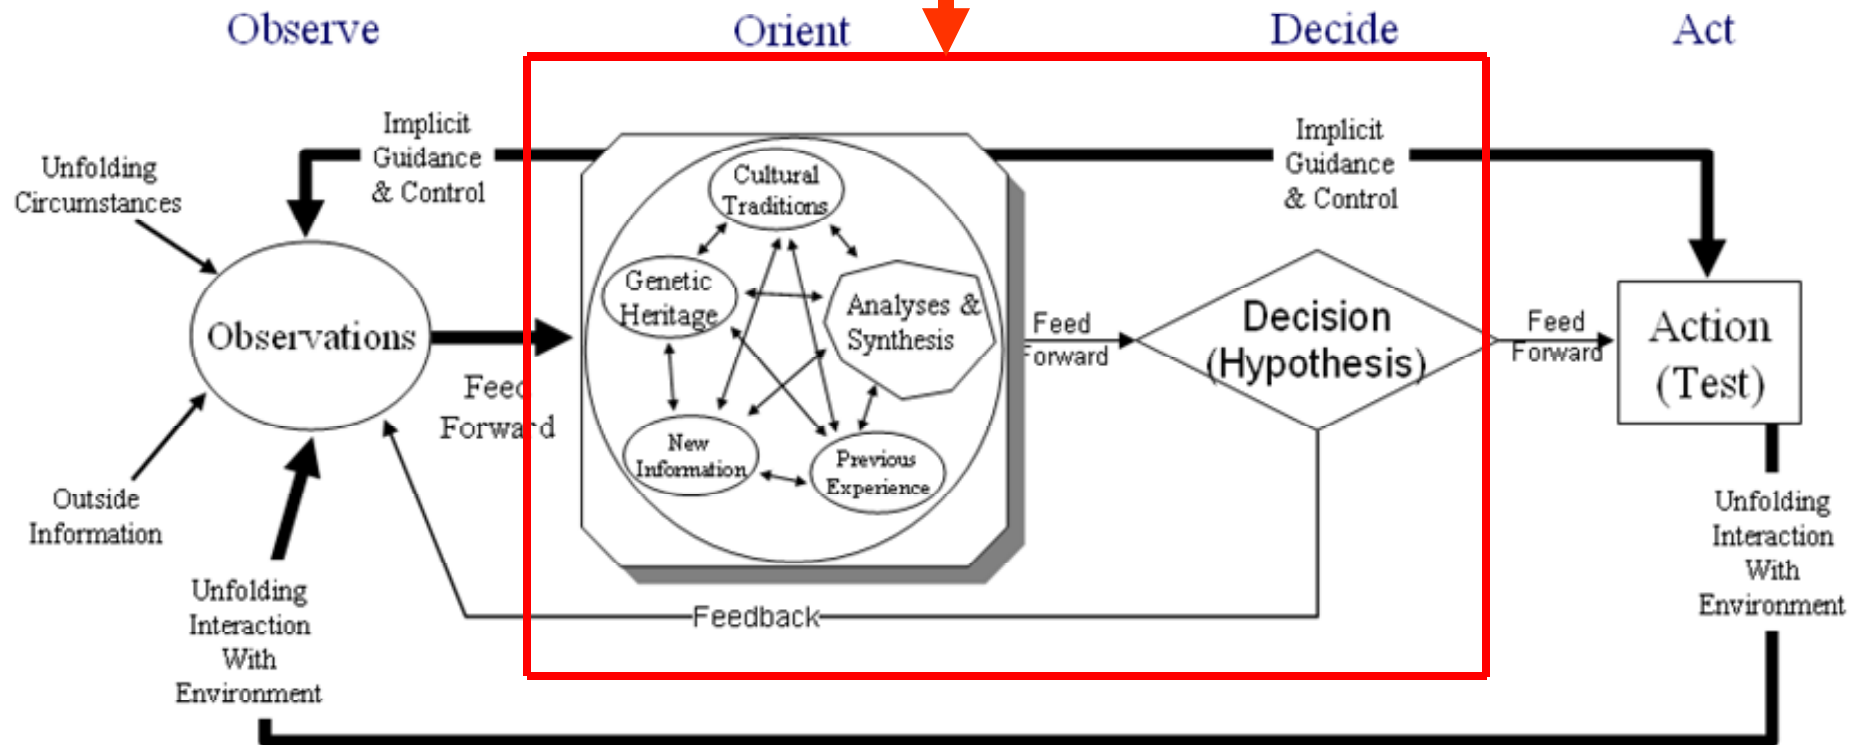 Observe
Orient
Decide
Act
Implicit
Guidance
& Control
Implicit
Guidance
& Control
Unfolding
Circumstances
Observations
Outside
Information
Unfolding
Interaction
With
Environment
Feed
Forward
Cultural
Traditions
Genetic
Heritage
Analyses &
Synthesis
New
Information
Previous
Experience
Feed
Forward
Decision
(Hypothesis)
Feed
Forward
Action
(Test)
Feedback
Unfolding
Interaction
With
Environment